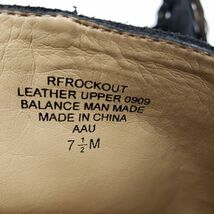 RFROCKOUT
LEATHER UPPER 0909
BALANCE MAN MADE
MADE IN CHINA
AAU
7 1/2 M